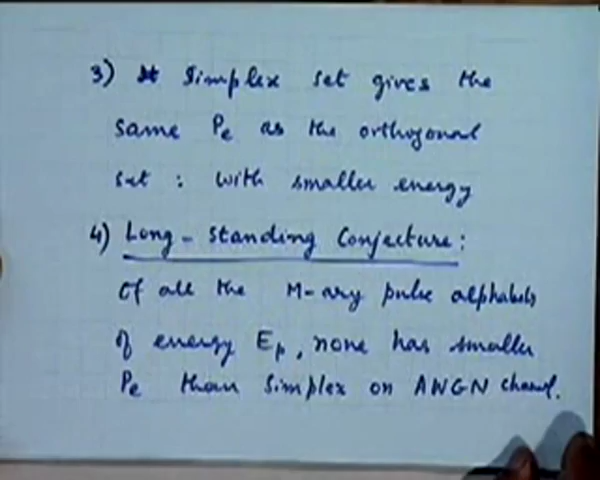 3) Simplex set gives the
same Pe as the orthogonal
set : with smaller energy
4) Long-standing Conjecture:
Of all the M-ary pulse alphabets
of energy Ep, none has smaller
Pe than simplex on AWGN channel.